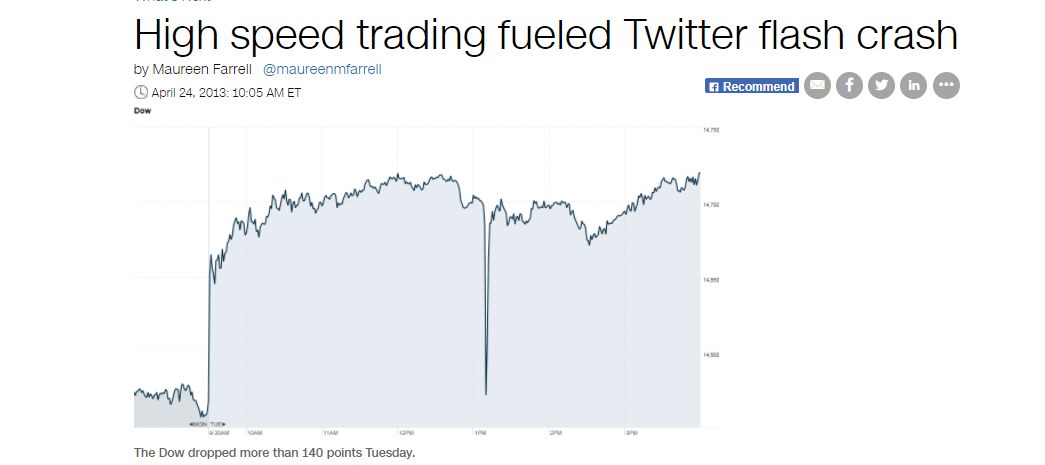 High speed trading fueled Twitter flash crash
by Maureen Farrell @maureenmfarrell
April 24, 2013: 10:05 AM ET
Recommend
in
Dow
14,750
14,700
14,650
14,600
MON TUE
9:30AM 10AM 11AM 12PM 1PM 2PM 3PM
The Dow dropped more than 140 points Tuesday.